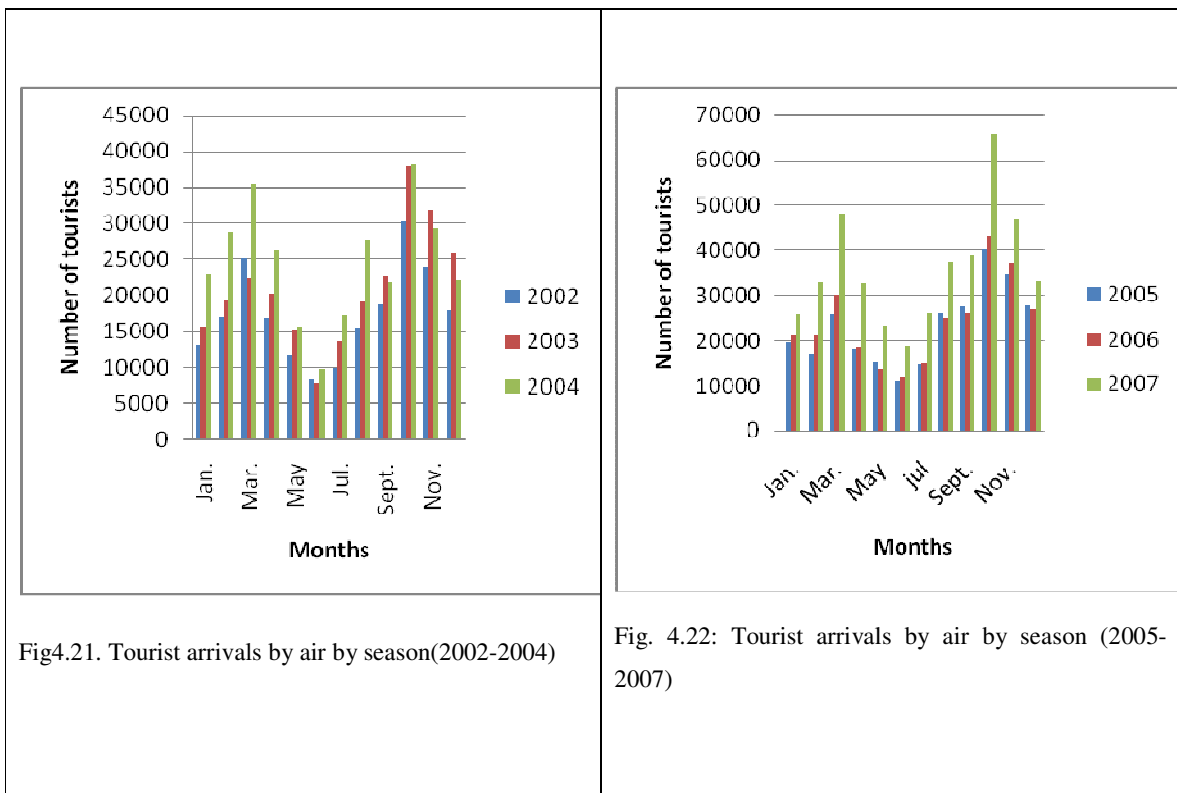 45000
40000
35000
30000
25000
20000
15000
10000
5000
0
Number of tourists
Jan.
Mar.
May
Jul.
Sept.
Nov.
Months
2002
2003
2004
Fig4.21. Tourist arrivals by air by season(2002-2004)
70000
60000
50000
40000
30000
20000
10000
0
Number of tourists
Jan.
Mar.
May
jul
Sept.
Nov.
Months
2005
2006
2007
Fig. 4.22: Tourist arrivals by air by season (2005-
2007)